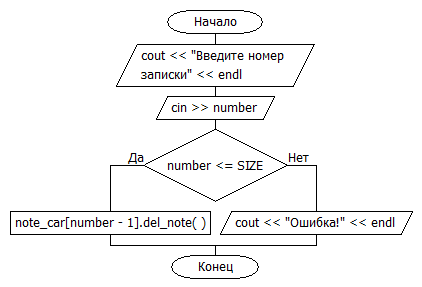 Начало
cout << "Введите номер
записки" << endl
cin >> number
number <= SIZE
Да
Нет
note_car[number - 1].del_note( )
cout << "Ошибка!" << endl
Конец